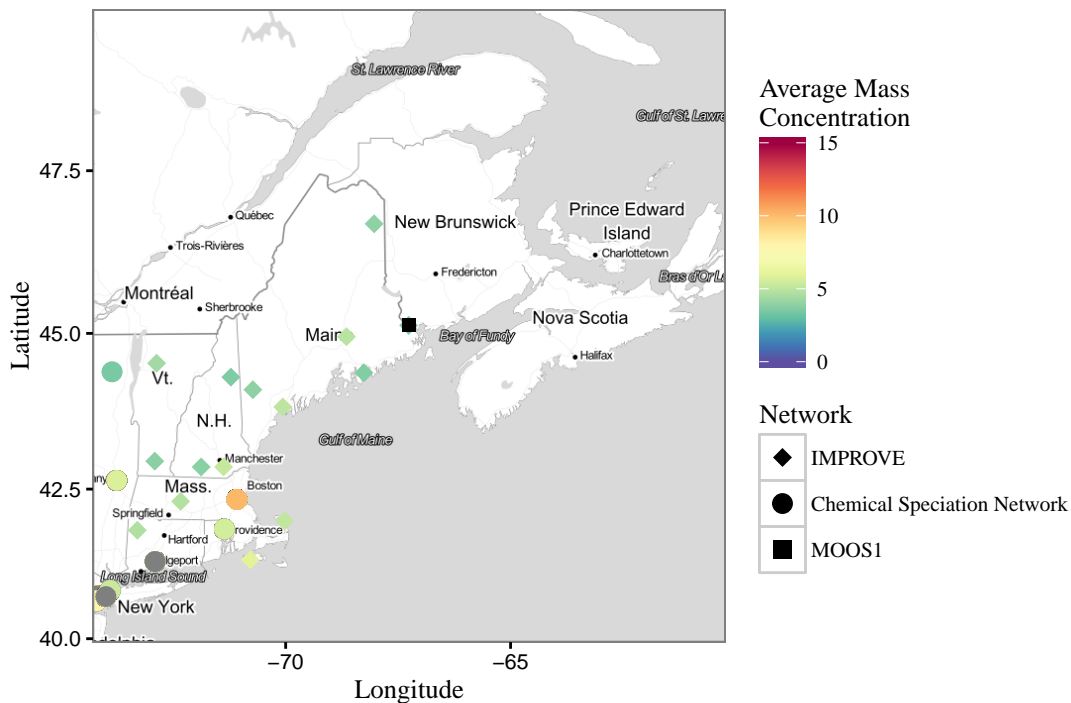 St. Lawrence River
Gulf of St. Lawre
47.5
Québec
New Brunswick
Prince Edward
Island
Trois-Rivières
Charlottetown
Fredericton
Bras d'Or L
Montréal
Sherbrooke
Nova Scotia
45.0
Main
Bay of Fundy
Halifax
Vt.
N.H.
Gulf of Maine
Manchester
ny
42.5
Mass.
Boston
Springfield
rovidence
Hartford
dgeport
Long Island Sound
New York
40.0
adelphia
−70
−65
Longitude
Latitude
Average Mass
Concentration
15
10
5
0
Network
IMPROVE
Chemical Speciation Network
MOOS1